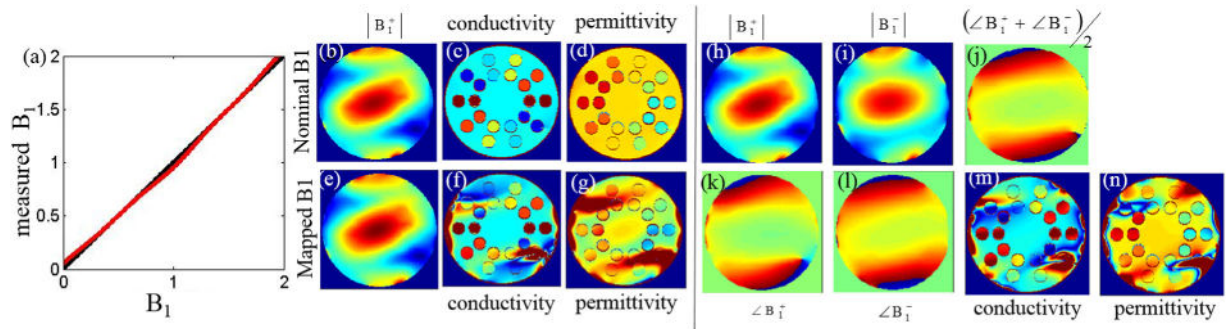 |B₁⁺| conductivity permittivity |B₁⁺| |B₁⁻| (∠B₁⁺ + ∠B₁⁻)/2
(a)
2
1.5
1
0.5
0
0 1 2
measured B₁
B₁
Nominal B1
(b) (c) (d)
(h) (i) (j)
Mapped B1
(e) (f) (g)
(k) (l) (m) (n)
conductivity permittivity
∠B₁⁺ ∠B₁⁻ conductivity permittivity